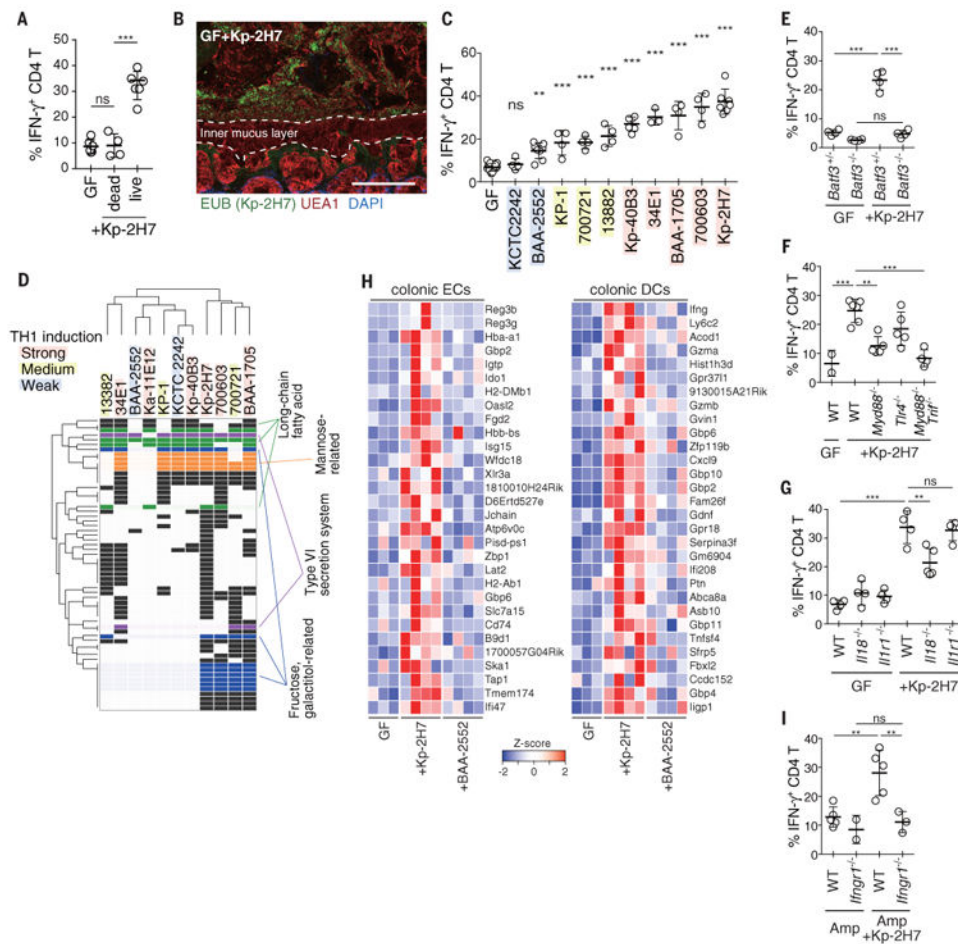 A
% IFN-γ⁺ CD4 T
50
40
30
20
10
0
***
ns
GF
dead
live
+Kp-2H7
B
GF+Kp-2H7
Inner mucus layer
EUB (Kp-2H7) UEA1 DAPI
C
% IFN-γ⁺ CD4 T
60
40
20
0
ns
**
***
***
***
***
***
***
***
***
GF
KCTC2242
BAA-2552
KP-1
700721
13882
Kp-40B3
34E1
BAA-1705
700603
Kp-2H7
E
% IFN-γ⁺ CD4 T
40
30
20
10
0
*** ***
ns
Batf3⁺/⁻
Batf3⁻/⁻
Batf3⁺/⁻
Batf3⁻/⁻
GF
+Kp-2H7
F
% IFN-γ⁺ CD4 T
40
30
20
10
0
***
*** **
WT
WT
Myd88⁻/⁻
Tlr4⁻/⁻
Myd88⁻/⁻
Tnf⁻/⁻
GF
+Kp-2H7
D
TH1 induction
Strong
Medium
Weak
13382
34E1
BAA-2552
Ka-11E12
KP-1
KCTC 2242
Kp-40B3
Kp-2H7
700603
700721
BAA-1705
Long-chain
fatty acid
Mannose-
related
Type VI
secretion system
Fructose,
galactitol-related
H
colonic ECs
Reg3b
Reg3g
Hba-a1
Gbp2
Igtp
Ido1
H2-DMb1
Oasl2
Fgd2
Hbb-bs
Isg15
Wfdc18
Xlr3a
1810010H24Rik
D6Ertd527e
Jchain
Atp6v0c
Pisd-ps1
Zbp1
Lat2
H2-Ab1
Gbp6
Slc7a15
Cd74
B9d1
1700057G04Rik
Ska1
Tap1
Tmem174
Ifi47
GF
+Kp-2H7
+BAA-2552
colonic DCs
Ifng
Ly6c2
Acod1
Gzma
Hist1h3d
Gpr37l1
9130015A21Rik
Gzmb
Gvin1
Gbp6
Zfp119b
Cxcl9
Gbp10
Gbp2
Fam26f
Gdnf
Gpr18
Serpina3f
Gm6904
Ifi208
Ptn
Abca8a
Asb10
Gbp11
Tnfsf4
Sfrp5
Fbxl2
Ccdc152
Gbp4
Iigp1
GF
+Kp-2H7
+BAA-2552
Z-score
-2 0 2
G
% IFN-γ⁺ CD4 T
60
40
20
0
ns
*** **
WT
Il18⁻/⁻
Il1r1⁻/⁻
WT
Il18⁻/⁻
Il1r1⁻/⁻
GF
+Kp-2H7
I
% IFN-γ⁺ CD4 T
40
30
20
10
0
ns
** **
WT
Ifngr1⁻/⁻
WT
Ifngr1⁻/⁻
Amp
Amp
+Kp-2H7